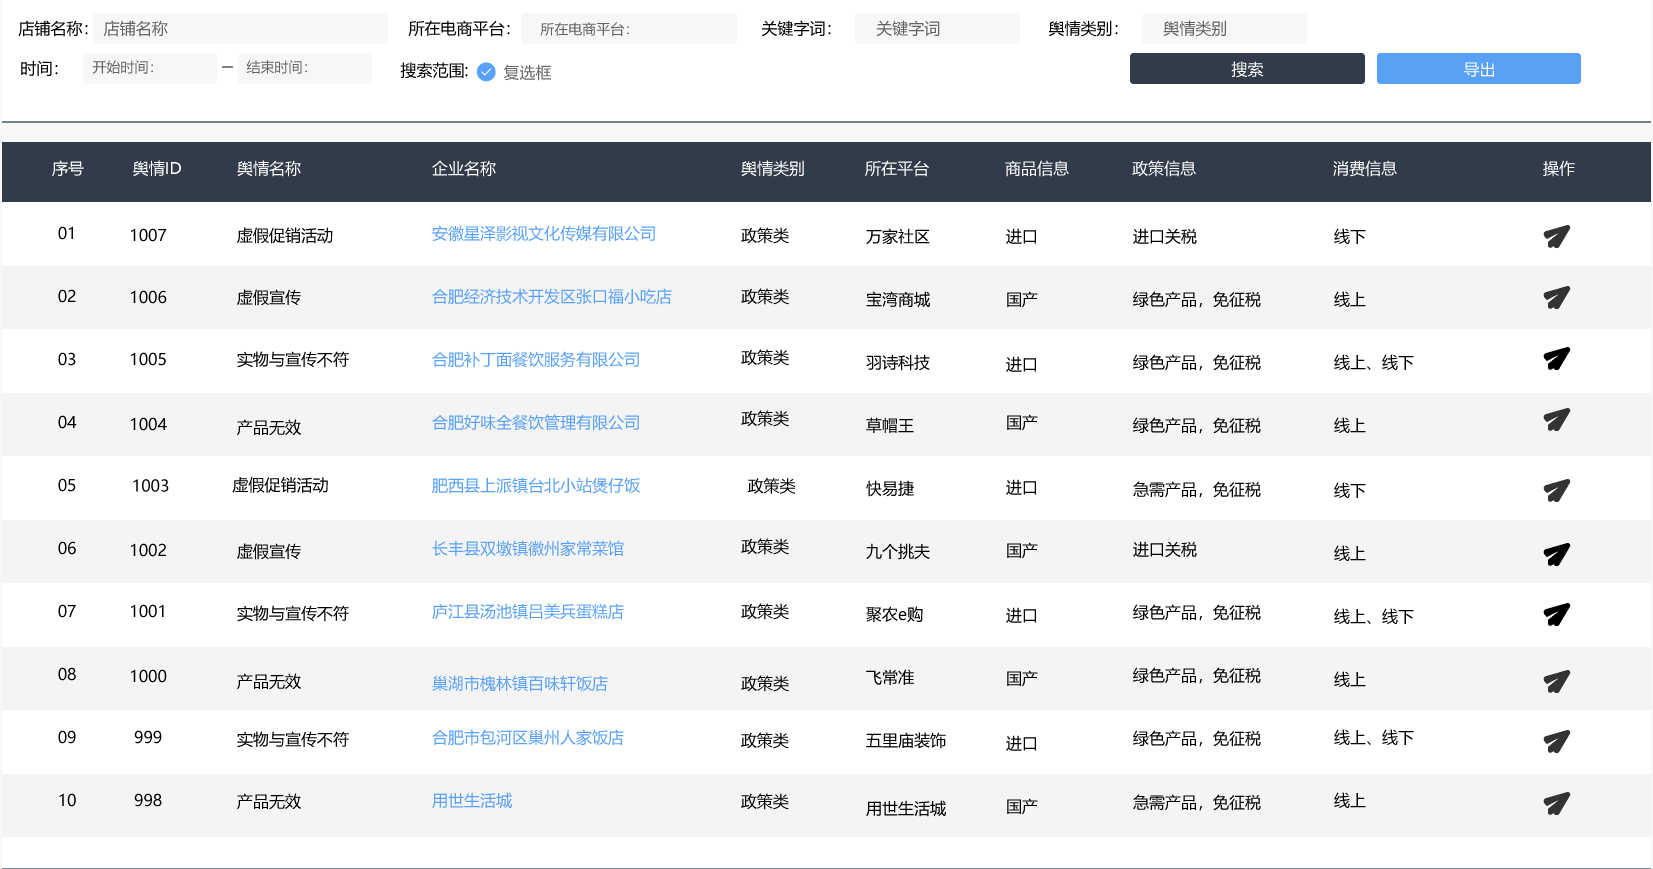 店铺名称： 店铺名称 所在电商平台： 所在电商平台： 关键字词： 关键字词 舆情类别： 舆情类别
时间： 开始时间： — 结束时间： 搜索范围: 复选框 搜索 导出
序号 舆情ID 舆情名称 企业名称 舆情类别 所在平台 商品信息 政策信息 消费信息 操作
01 1007 虚假促销活动 安徽星泽影视文化传媒有限公司 政策类 万家社区 进口 进口关税 线下
02 1006 虚假宣传 合肥经济技术开发区张口福小吃店 政策类 宝湾商城 国产 绿色产品，免征税 线上
03 1005 实物与宣传不符 合肥补丁面餐饮服务有限公司 政策类 羽诗科技 进口 绿色产品，免征税 线上、线下
04 1004 产品无效 合肥好味全餐饮管理有限公司 政策类 草帽王 国产 绿色产品，免征税 线上
05 1003 虚假促销活动 肥西县上派镇台北小站煲仔饭 政策类 快易捷 进口 急需产品，免征税 线下
06 1002 虚假宣传 长丰县双墩镇徽州家常菜馆 政策类 九个挑夫 国产 进口关税 线上
07 1001 实物与宣传不符 庐江县汤池镇吕美兵蛋糕店 政策类 聚农e购 进口 绿色产品，免征税 线上、线下
08 1000 产品无效 巢湖市槐林镇百味轩饭店 政策类 飞常准 国产 绿色产品，免征税 线上
09 999 实物与宣传不符 合肥市包河区巢州人家饭店 政策类 五里庙装饰 进口 绿色产品，免征税 线上、线下
10 998 产品无效 用世生活城 政策类 用世生活城 国产 急需产品，免征税 线上